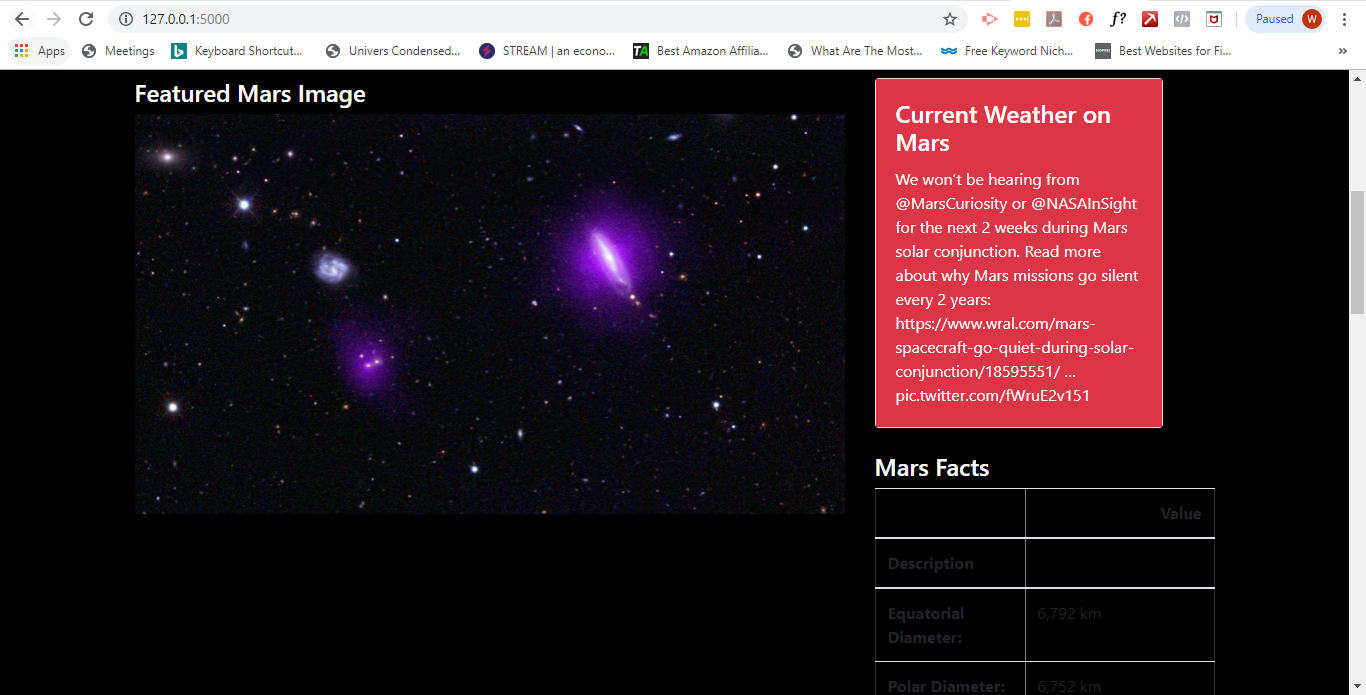 127.0.0.1:5000
f?
Paused
W
Apps
Meetings
Keyboard Shortcut...
Univers Condensed...
STREAM | an econo...
TA
Best Amazon Affilia...
What Are The Most...
Free Keyword Nich...
Best Websites for Fi...
»
Featured Mars Image
Current Weather on
Mars
We won't be hearing from
@MarsCuriosity or @NASAInSight
for the next 2 weeks during Mars
solar conjunction. Read more
about why Mars missions go silent
every 2 years:
https://www.wral.com/mars-
spacecraft-go-quiet-during-solar-
conjunction/18595551/ ...
pic.twitter.com/fWruE2v151
Mars Facts
Value
Description
Equatorial
Diameter:
6,792 km
Polar Diameter:
6,752 km